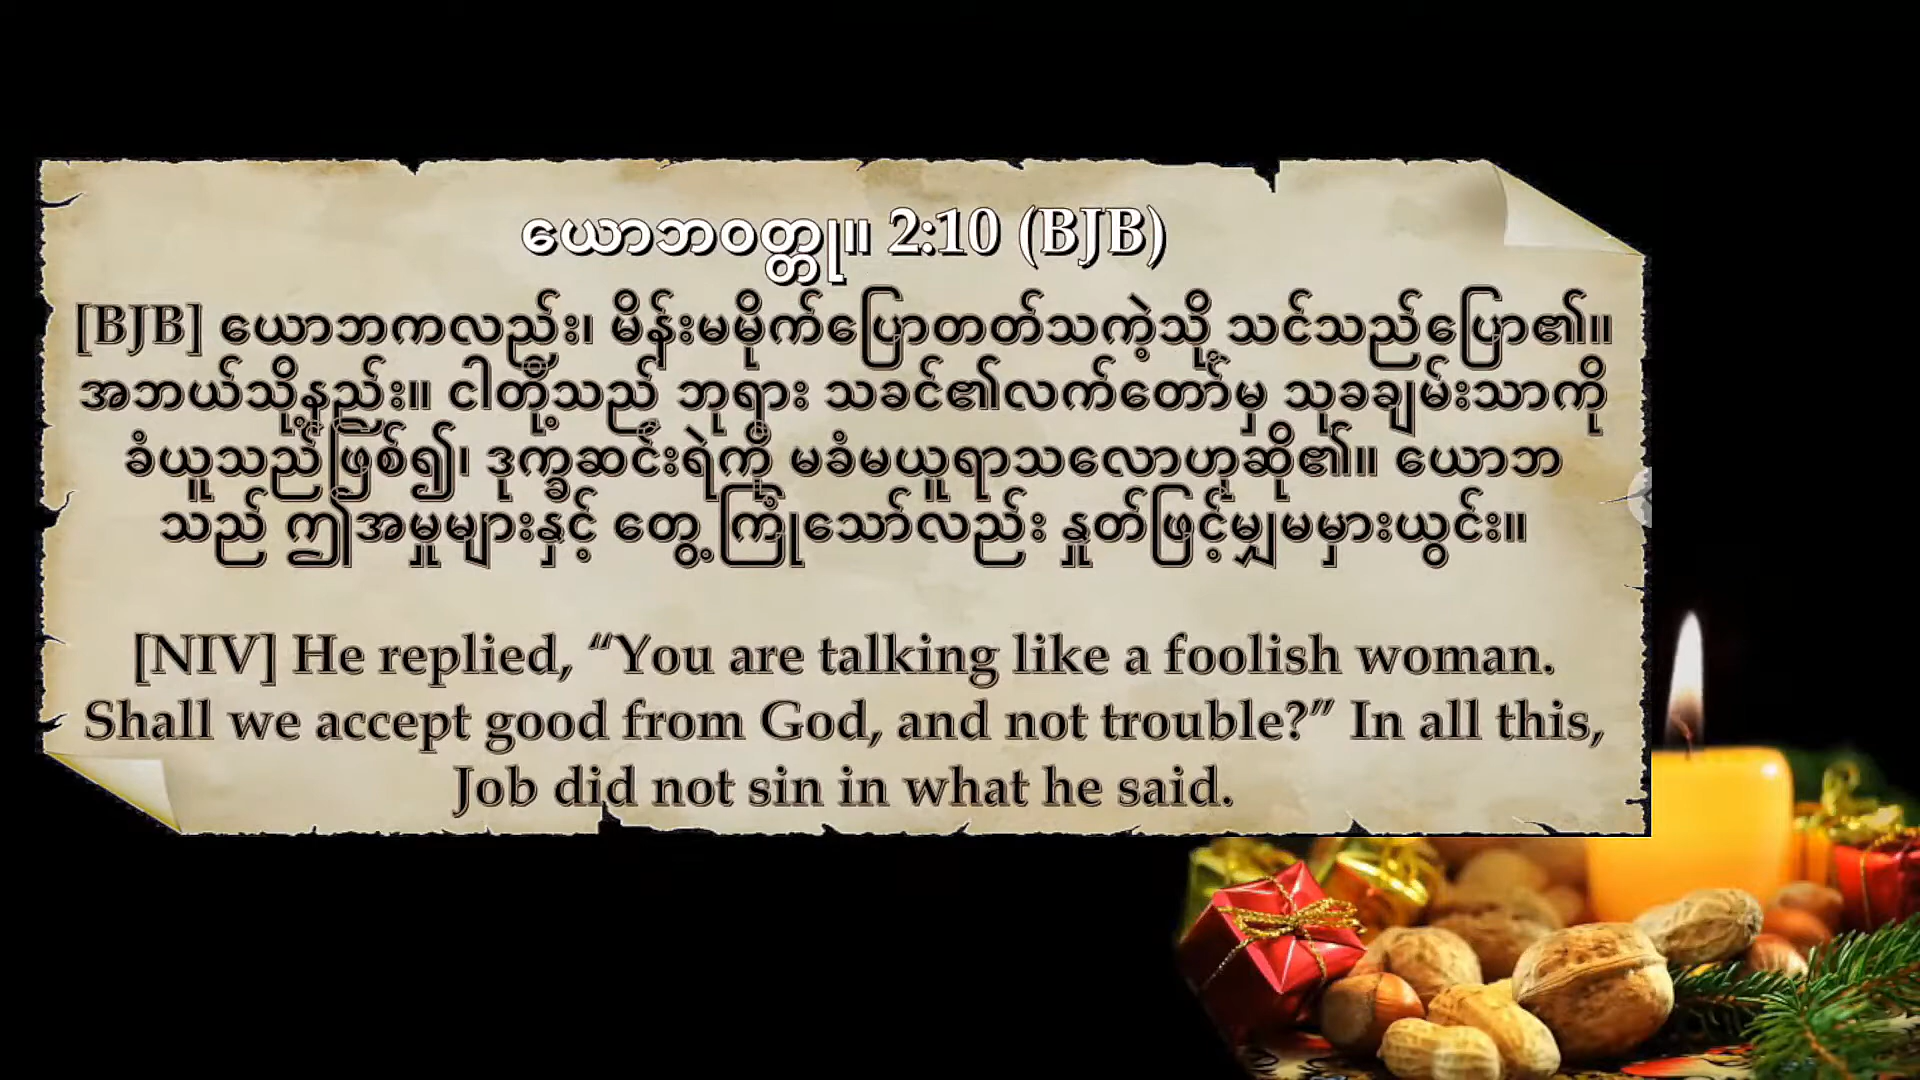 ယောဘဝတ္တု။ 2:10 (BJB)
[BJB] ယောဘကလည်း၊ မိန်းမမိုက်ပြောတတ်သကဲ့သို့ သင်သည်ပြော၏။
အဘယ်သို့နည်း။ ငါတို့သည် ဘုရား သခင်၏လက်တော်မှ သုခချမ်းသာကို
ခံယူသည်ဖြစ်၍၊ ဒုက္ခဆင်းရဲကို မခံမယူရာသလောဟုဆို၏။ ယောဘ
သည် ဤအမှုများနှင့် တွေ့ကြုံသော်လည်း နှုတ်ဖြင့်မျှမမှားယွင်း။
[NIV] He replied, “You are talking like a foolish woman.
Shall we accept good from God, and not trouble?” In all this,
Job did not sin in what he said.